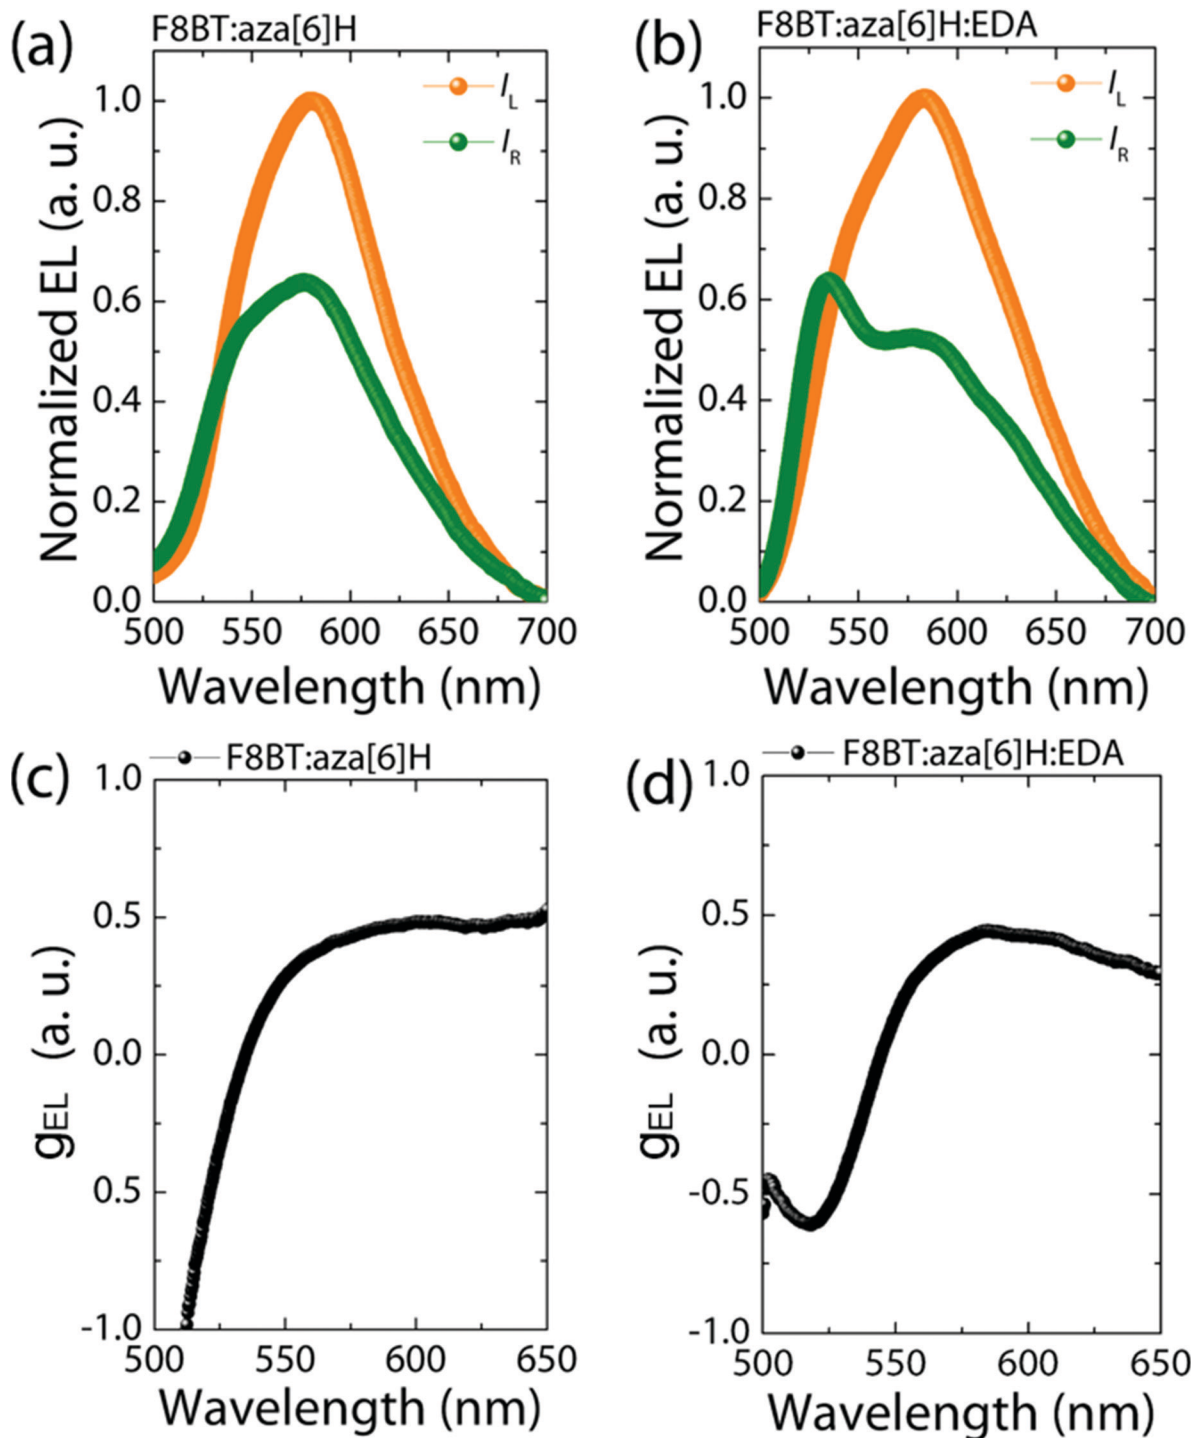 (a)
F8BT:aza[6]H
I_L
I_R
1.0
0.8
0.6
0.4
0.2
0.0
Normalized EL (a. u.)
500 550 600 650 700
Wavelength (nm)
(b)
F8BT:aza[6]H:EDA
I_L
I_R
1.0
0.8
0.6
0.4
0.2
0.0
Normalized EL (a. u.)
500 550 600 650 700
Wavelength (nm)
(c)
F8BT:aza[6]H
1.0
0.5
0.0
0.5
-1.0
gEL (a. u.)
500 550 600 650
Wavelength (nm)
(d)
F8BT:aza[6]H:EDA
1.0
0.5
0.0
-0.5
-1.0
gEL (a. u.)
500 550 600 650
Wavelength (nm)